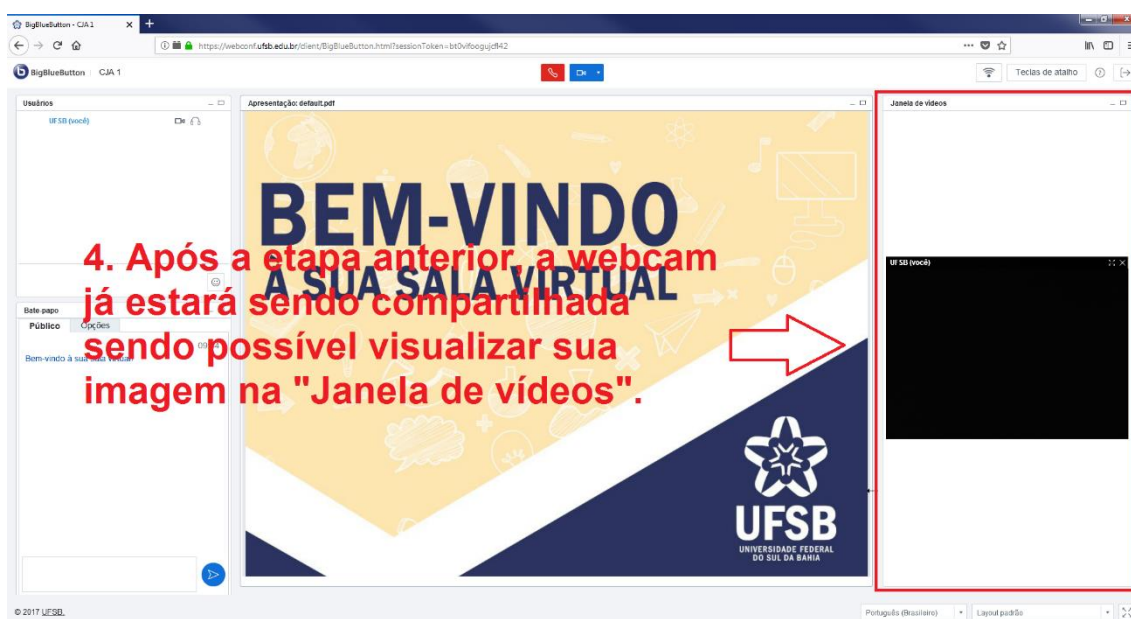 BigBlueButton - CJA 1
https://webconf.ufsb.edu.br/client/BigBlueButton.html?sessionToken=bt0vifoogujcfl42
BigBlueButton CJA 1
Teclas de atalho
Usuários
Apresentação: default.pdf
Janela de vídeos
UFSB (você)
BEM-VINDO
À SUA SALA VIRTUAL
4. Após a etapa anterior, a webcam
já estará sendo compartilhada
sendo possível visualizar sua
imagem na "Janela de vídeos".
UFSB (você)
Bate-papo
Público Opções
Bem-vindo à sua sala virtual!
UFSB
UNIVERSIDADE FEDERAL
DO SUL DA BAHIA
© 2017 UFSB.
Português (Brasileiro)
Layout padrão